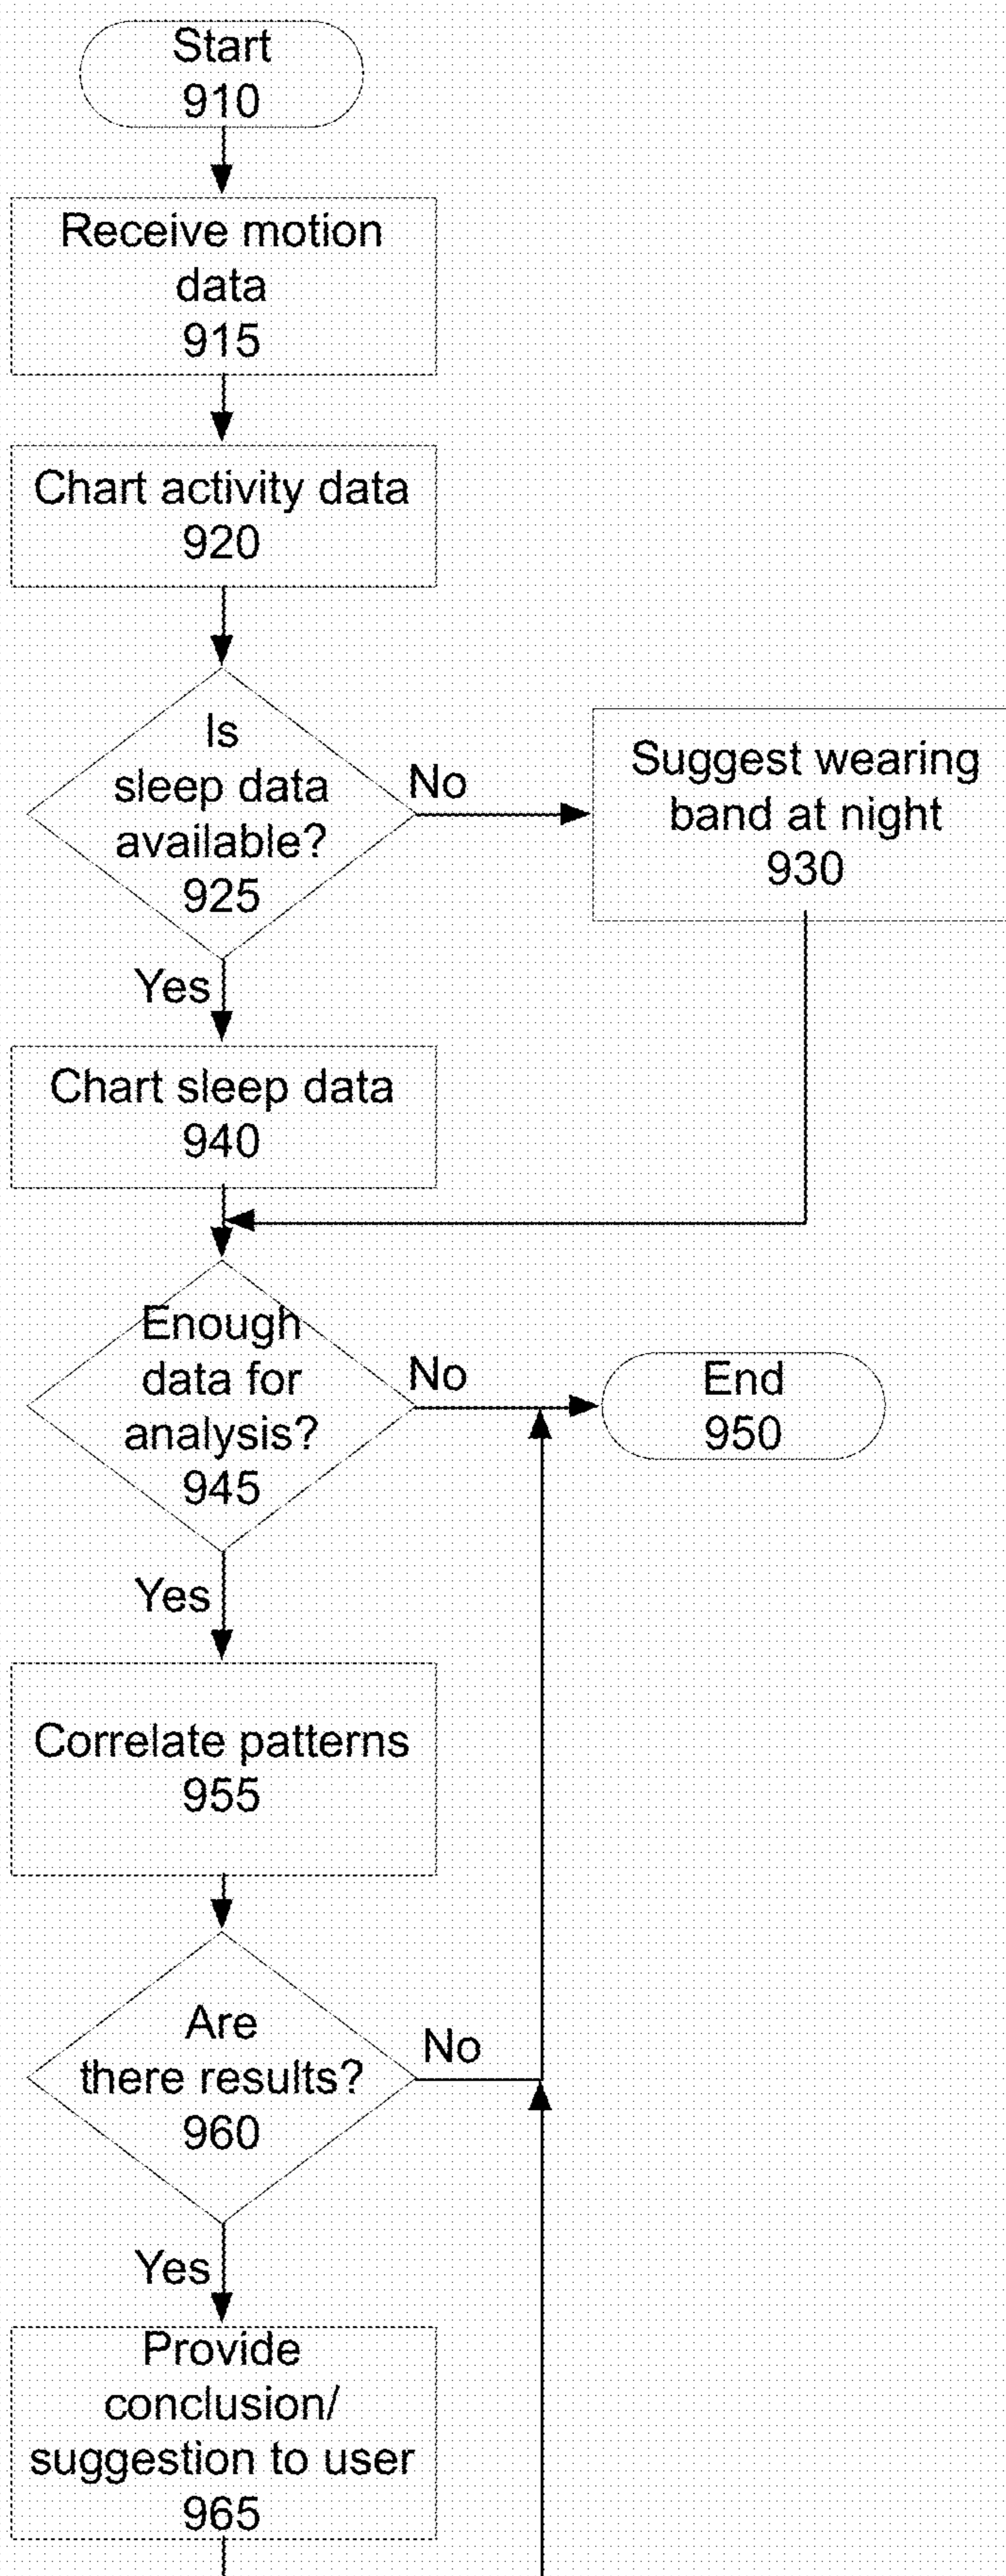 Start
910
Receive motion
data
915
Chart activity data
920
Is
sleep data
available?
925
No
Suggest wearing
band at night
930
Yes
Chart sleep data
940
Enough
data for
analysis?
945
No
End
950
Yes
Correlate patterns
955
Are
there results?
960
No
Yes
Provide
conclusion/
suggestion to user
965